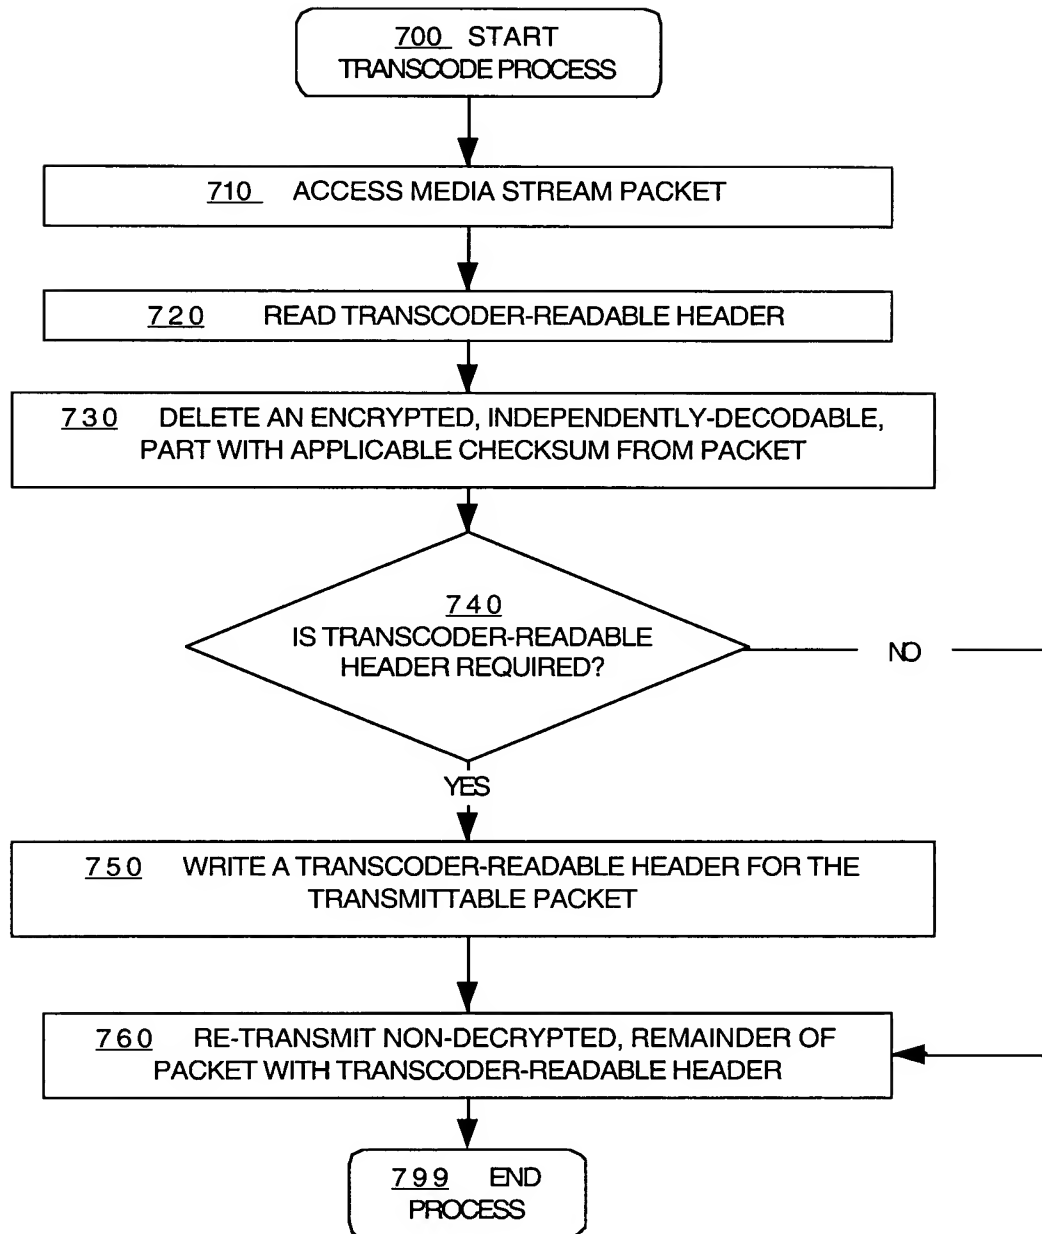 700 START
TRANSCODE PROCESS
710 ACCESS MEDIA STREAM PACKET
720 READ TRANSCODER-READABLE HEADER
730 DELETE AN ENCRYPTED, INDEPENDENTLY-DECODABLE,
PART WITH APPLICABLE CHECKSUM FROM PACKET
740
IS TRANSCODER-READABLE
HEADER REQUIRED?
NO
YES
750 WRITE A TRANSCODER-READABLE HEADER FOR THE
TRANSMITTABLE PACKET
760 RE-TRANSMIT NON-DECRYPTED, REMAINDER OF
PACKET WITH TRANSCODER-READABLE HEADER
799 END
PROCESS